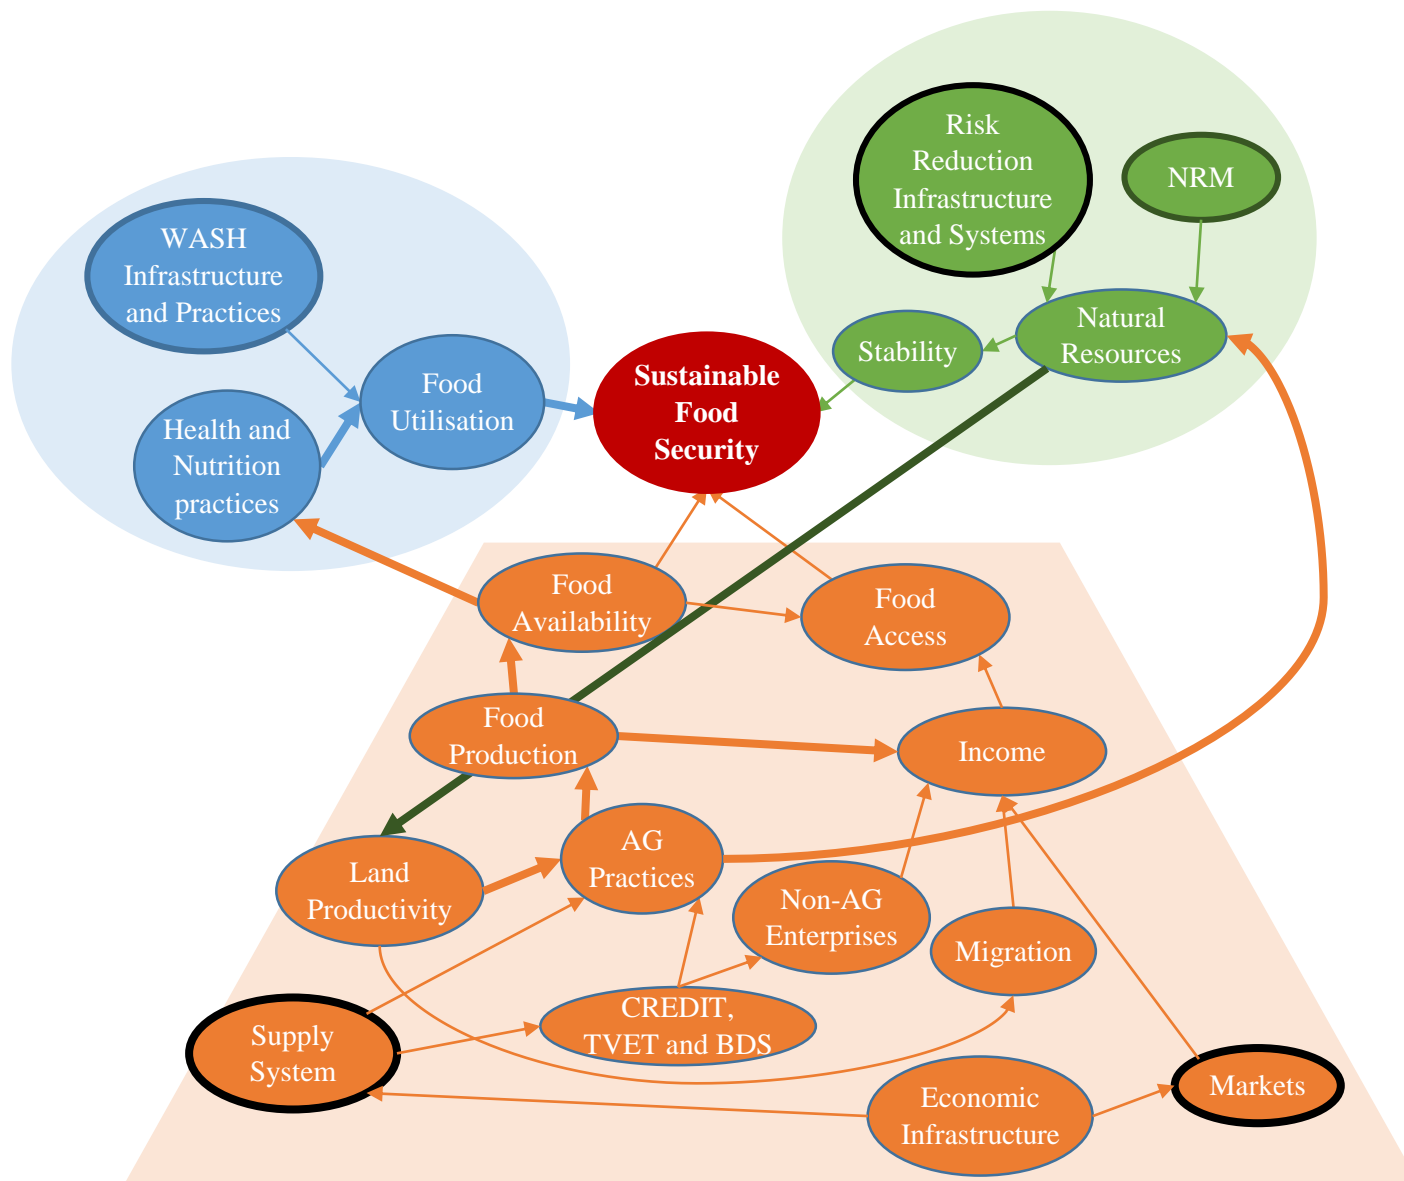 Risk
Reduction
Infrastructure
and Systems
NRM
WASH
Infrastructure
and Practices
Natural
Resources
Stability
Food
Utilisation
Sustainable
Food
Security
Health and
Nutrition
practices
Food
Availability
Food
Access
Food
Production
Income
AG
Practices
Land
Productivity
Non-AG
Enterprises
Migration
CREDIT,
TVET and BDS
Supply
System
Economic
Infrastructure
Markets